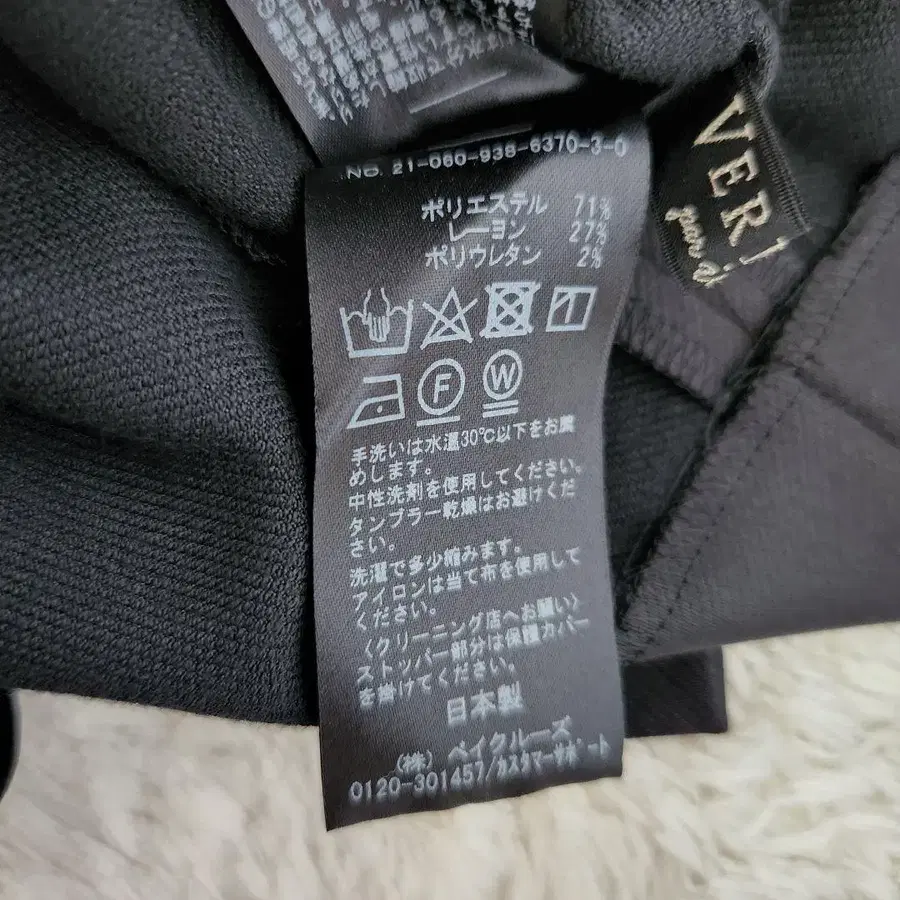 NO. 21-060-938-6370-3-0
ポリエステル 71%
レーヨン 27%
ポリウレタン 2%
F
W
手洗いは水温30℃以下をお薦
めします。
中性洗剤を使用してください。
タンブラー乾燥はお避けくだ
さい。
洗濯で多少縮みます。
アイロンは当て布を使用して
ください。
〈クリーニング店へお願い〉
ストッパー部分は保護カバー
を掛けてください。
日本製
(株) ベイクルーズ
0120-301457/カスタマーサポート
VERT